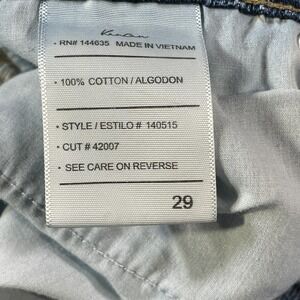 · RN# 144635 MADE IN VIETNAM
· 100% COTTON / ALGODON
· STYLE / ESTILO # 140515
· CUT # 42007
· SEE CARE ON REVERSE
29